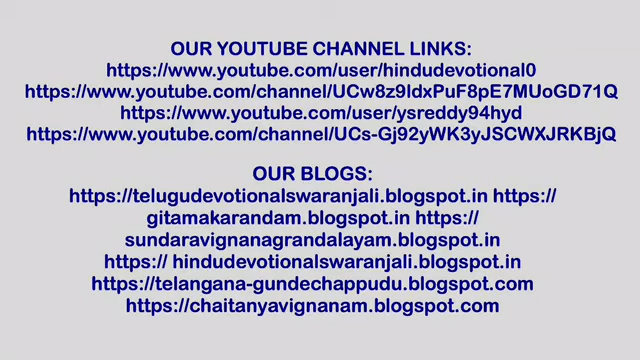 OUR YOUTUBE CHANNEL LINKS:
https://www.youtube.com/user/hindudevotional0
https://www.youtube.com/channel/UCw8z9ldxPuF8pE7MUoGD71Q
https://www.youtube.com/user/ysreddy94hyd
https://www.youtube.com/channel/UCs-Gj92yWK3yJSCWXJRKBjQ
OUR BLOGS:
https://telugudevotionalswaranjali.blogspot.in https://
gitamakarandam.blogspot.in https://
sundaravignanagrandalayam.blogspot.in
https:// hindudevotionalswaranjali.blogspot.in
https://telangana-gundechappudu.blogspot.com
https://chaitanyavignanam.blogspot.com